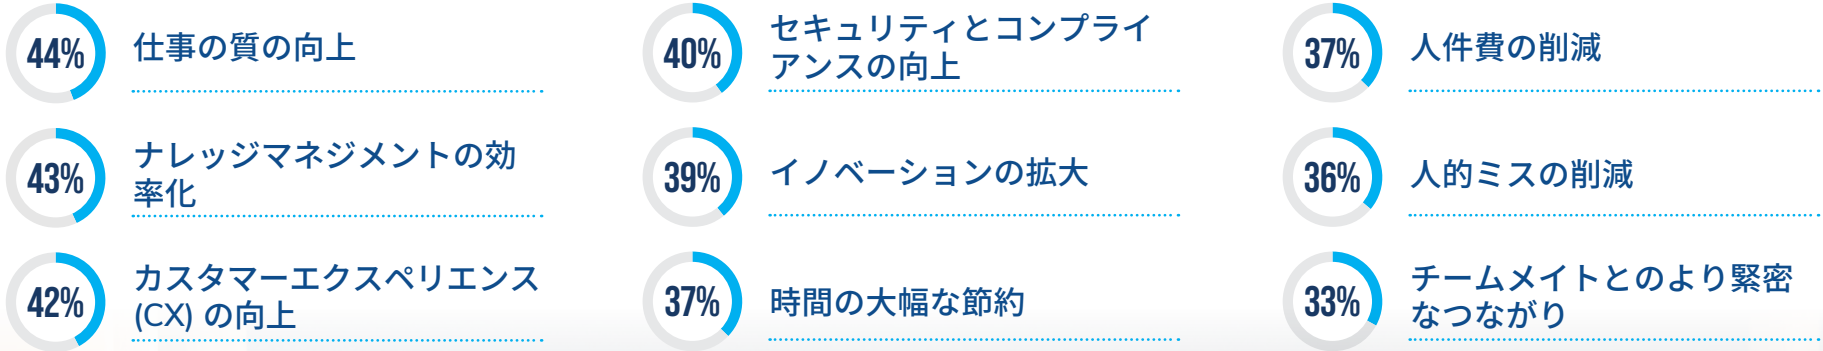 44%
仕事の質の向上
43%
ナレッジマネジメントの効
率化
42%
カスタマーエクスペリエンス
(CX) の向上
40%
セキュリティとコンプライ
アンスの向上
39%
イノベーションの拡大
37%
時間の大幅な節約
37%
人件費の削減
36%
人的ミスの削減
33%
チームメイトとのより緊密
なつながり